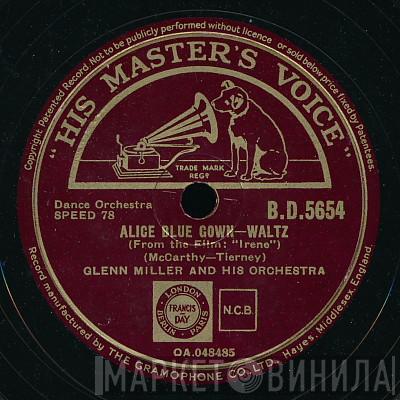 Copyright Patented Record. Not to be publicly performed without licence or sold below price fixed by Patentees.
"HIS MASTER'S VOICE"
TRADE MARK
REGD
Dance Orchestra
SPEED 78
B.D.5654
ALICE BLUE GOWN—WALTZ
(From the Film: "Irene")
(McCarthy—Tierney)
GLENN MILLER AND HIS ORCHESTRA
LONDON
FRANCIS
& DAY
BERLIN
PARIS
N.C.B.
OA.048485
Record manufactured by THE GRAMOPHONE CO., LTD., Hayes, Middlesex, England.
МАРКЕТ ВИНИЛА!